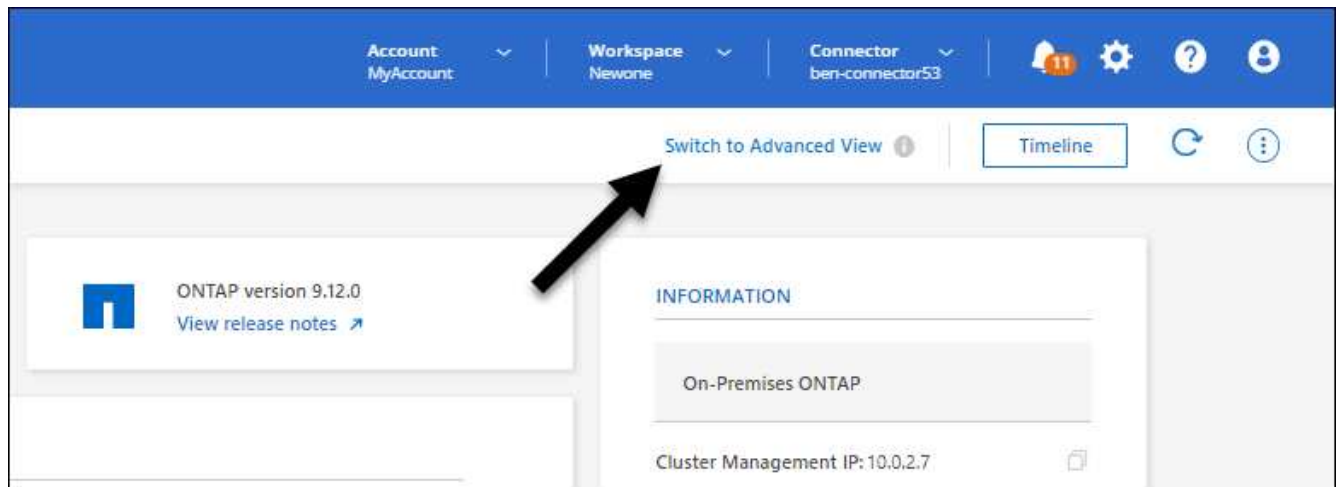 Account
MyAccount
Workspace
Newone
Connector
ben-connector53
11
Switch to Advanced View
Timeline
ONTAP version 9.12.0
View release notes
INFORMATION
On-Premises ONTAP
Cluster Management IP: 10.0.2.7